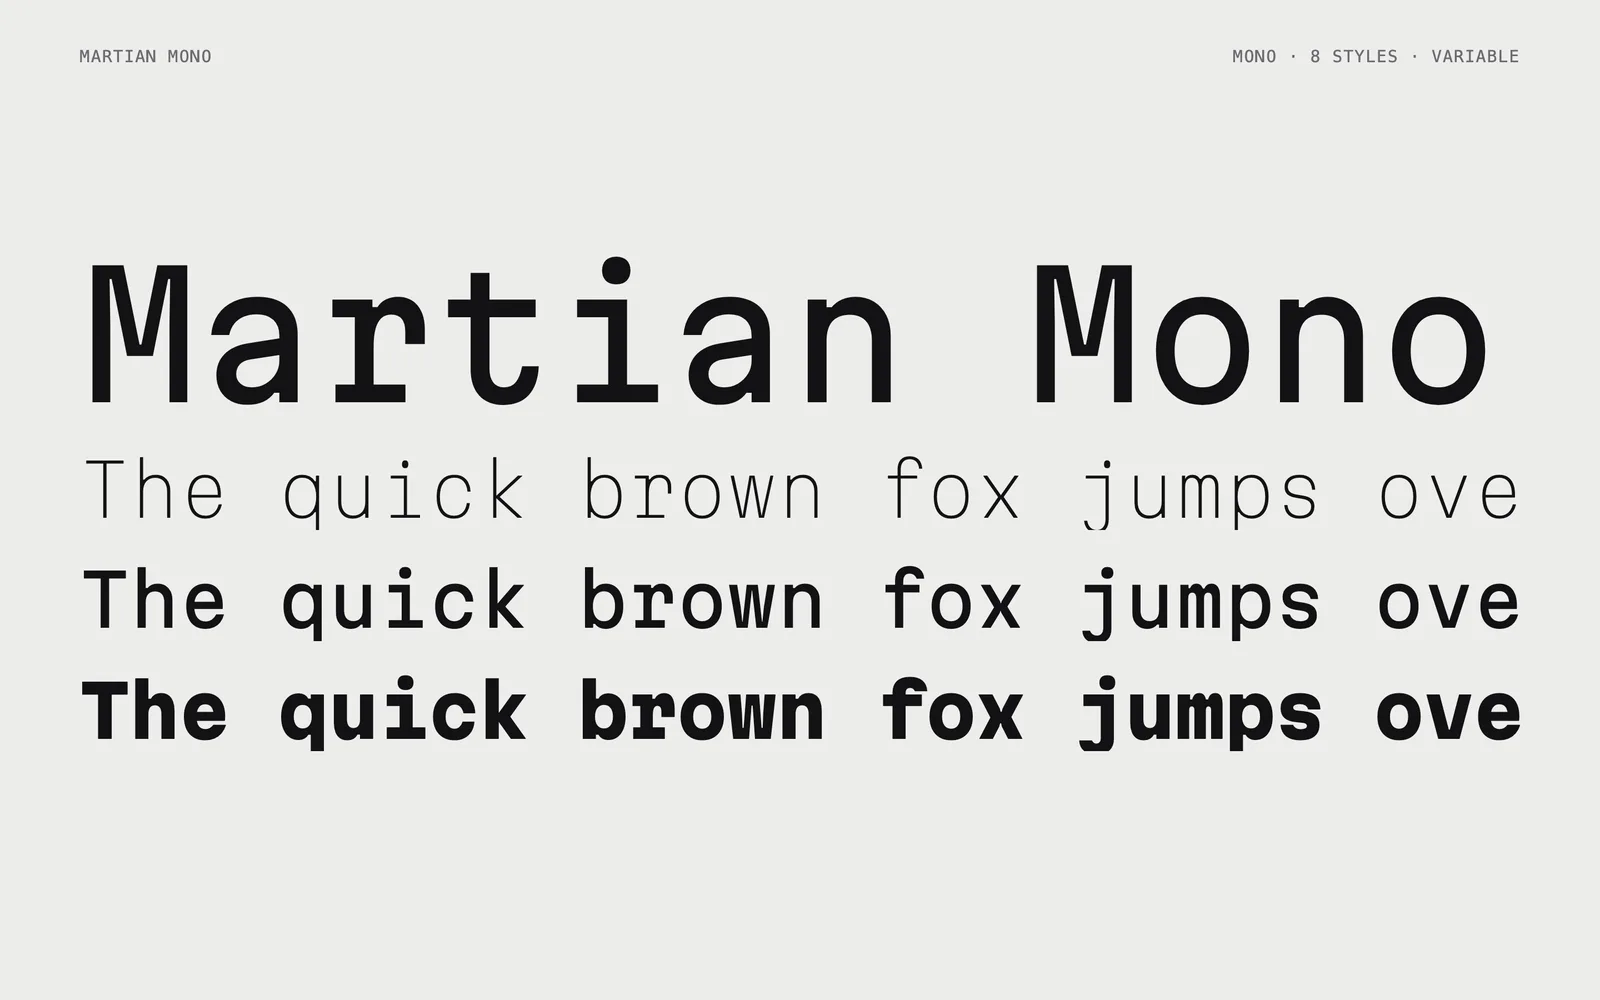 MARTIAN MONO
MONO · 8 STYLES · VARIABLE
Martian Mono
The quick brown fox jumps ove
The quick brown fox jumps ove
The quick brown fox jumps ove